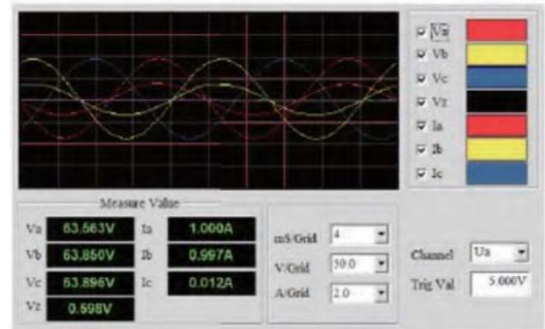 Va
Vb
Vc
Vz
Ia
Ib
Ic
Measure Value
Va 63.563V Ia 1.000A
Vb 63.850V Ib 0.997A
Vc 63.896V Ic 0.012A
Vz 0.598V
mS/Grid 4
V/Grid 50.0
A/Grid 2.0
Channel Ua
Trig Val 5.000V